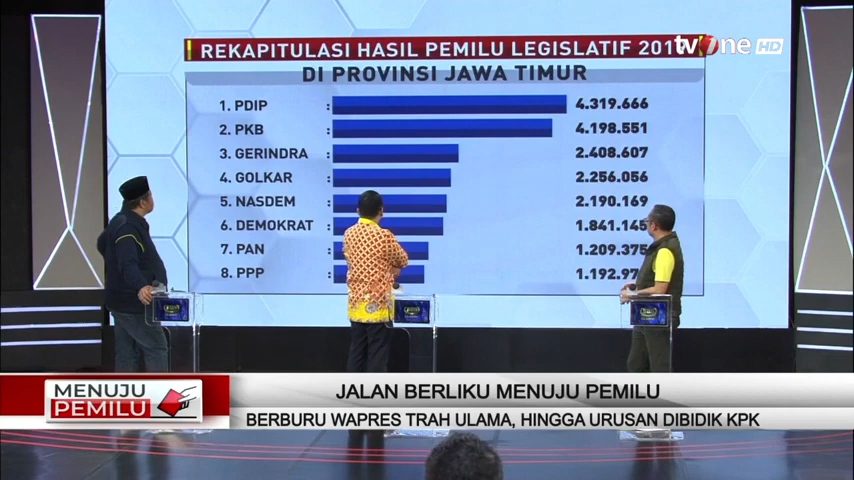 REKAPITULASI HASIL PEMILU LEGISLATIF 201
tvOne HD
DI PROVINSI JAWA TIMUR
1. PDIP : 4.319.666
2. PKB : 4.198.551
3. GERINDRA : 2.408.607
4. GOLKAR : 2.256.056
5. NASDEM : 2.190.169
6. DEMOKRAT : 1.841.145
7. PAN : 1.209.375
8. PPP : 1.192.97
MENUJU
PEMILU
JALAN BERLIKU MENUJU PEMILU
BERBURU WAPRES TRAH ULAMA, HINGGA URUSAN DIBIDIK KPK